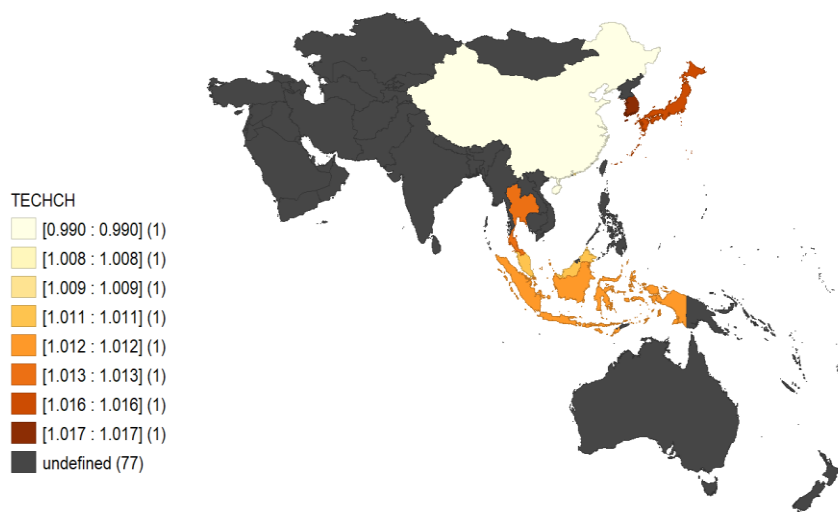 TECHCH
[0.990 : 0.990] (1)
[1.008 : 1.008] (1)
[1.009 : 1.009] (1)
[1.011 : 1.011] (1)
[1.012 : 1.012] (1)
[1.013 : 1.013] (1)
[1.016 : 1.016] (1)
[1.017 : 1.017] (1)
undefined (77)